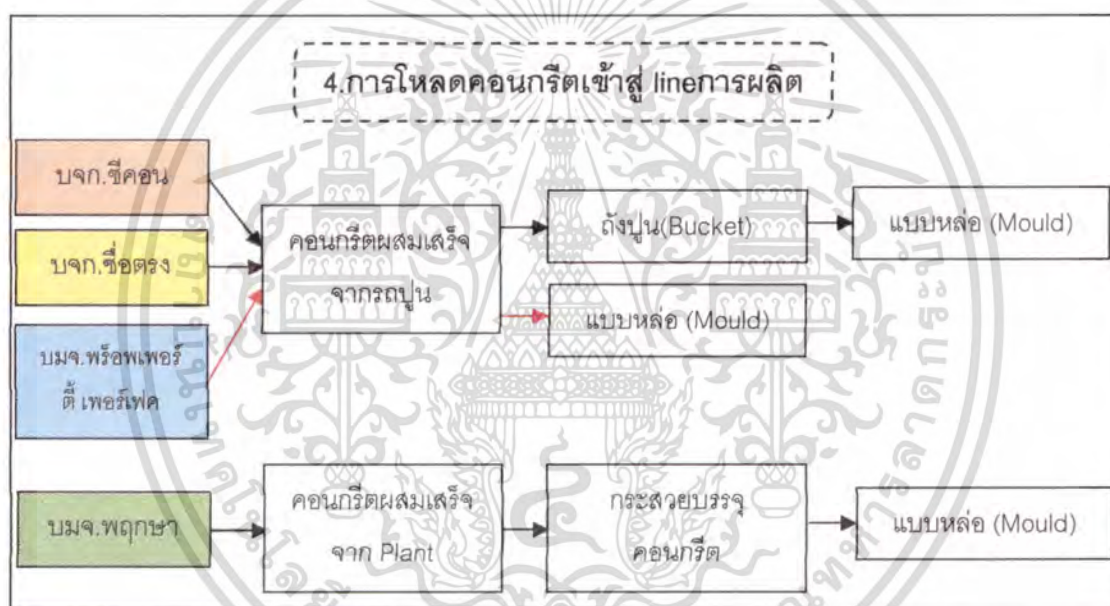 4.การโหลดคอนกรีตเข้าสู่ lineการผลิต
บจก.ซีคอน
บจก.ซื่อตรง
บมจ.พร็อพเพอร์
ตี้ เพอร์เฟค
คอนกรีตผสมเสร็จ
จากรถปูน
ถังปูน(Bucket)
แบบหล่อ (Mould)
แบบหล่อ (Mould)
บมจ.พฤกษา
คอนกรีตผสมเสร็จ
จาก Plant
กระสวยบรรจุ
คอนกรีต
แบบหล่อ (Mould)